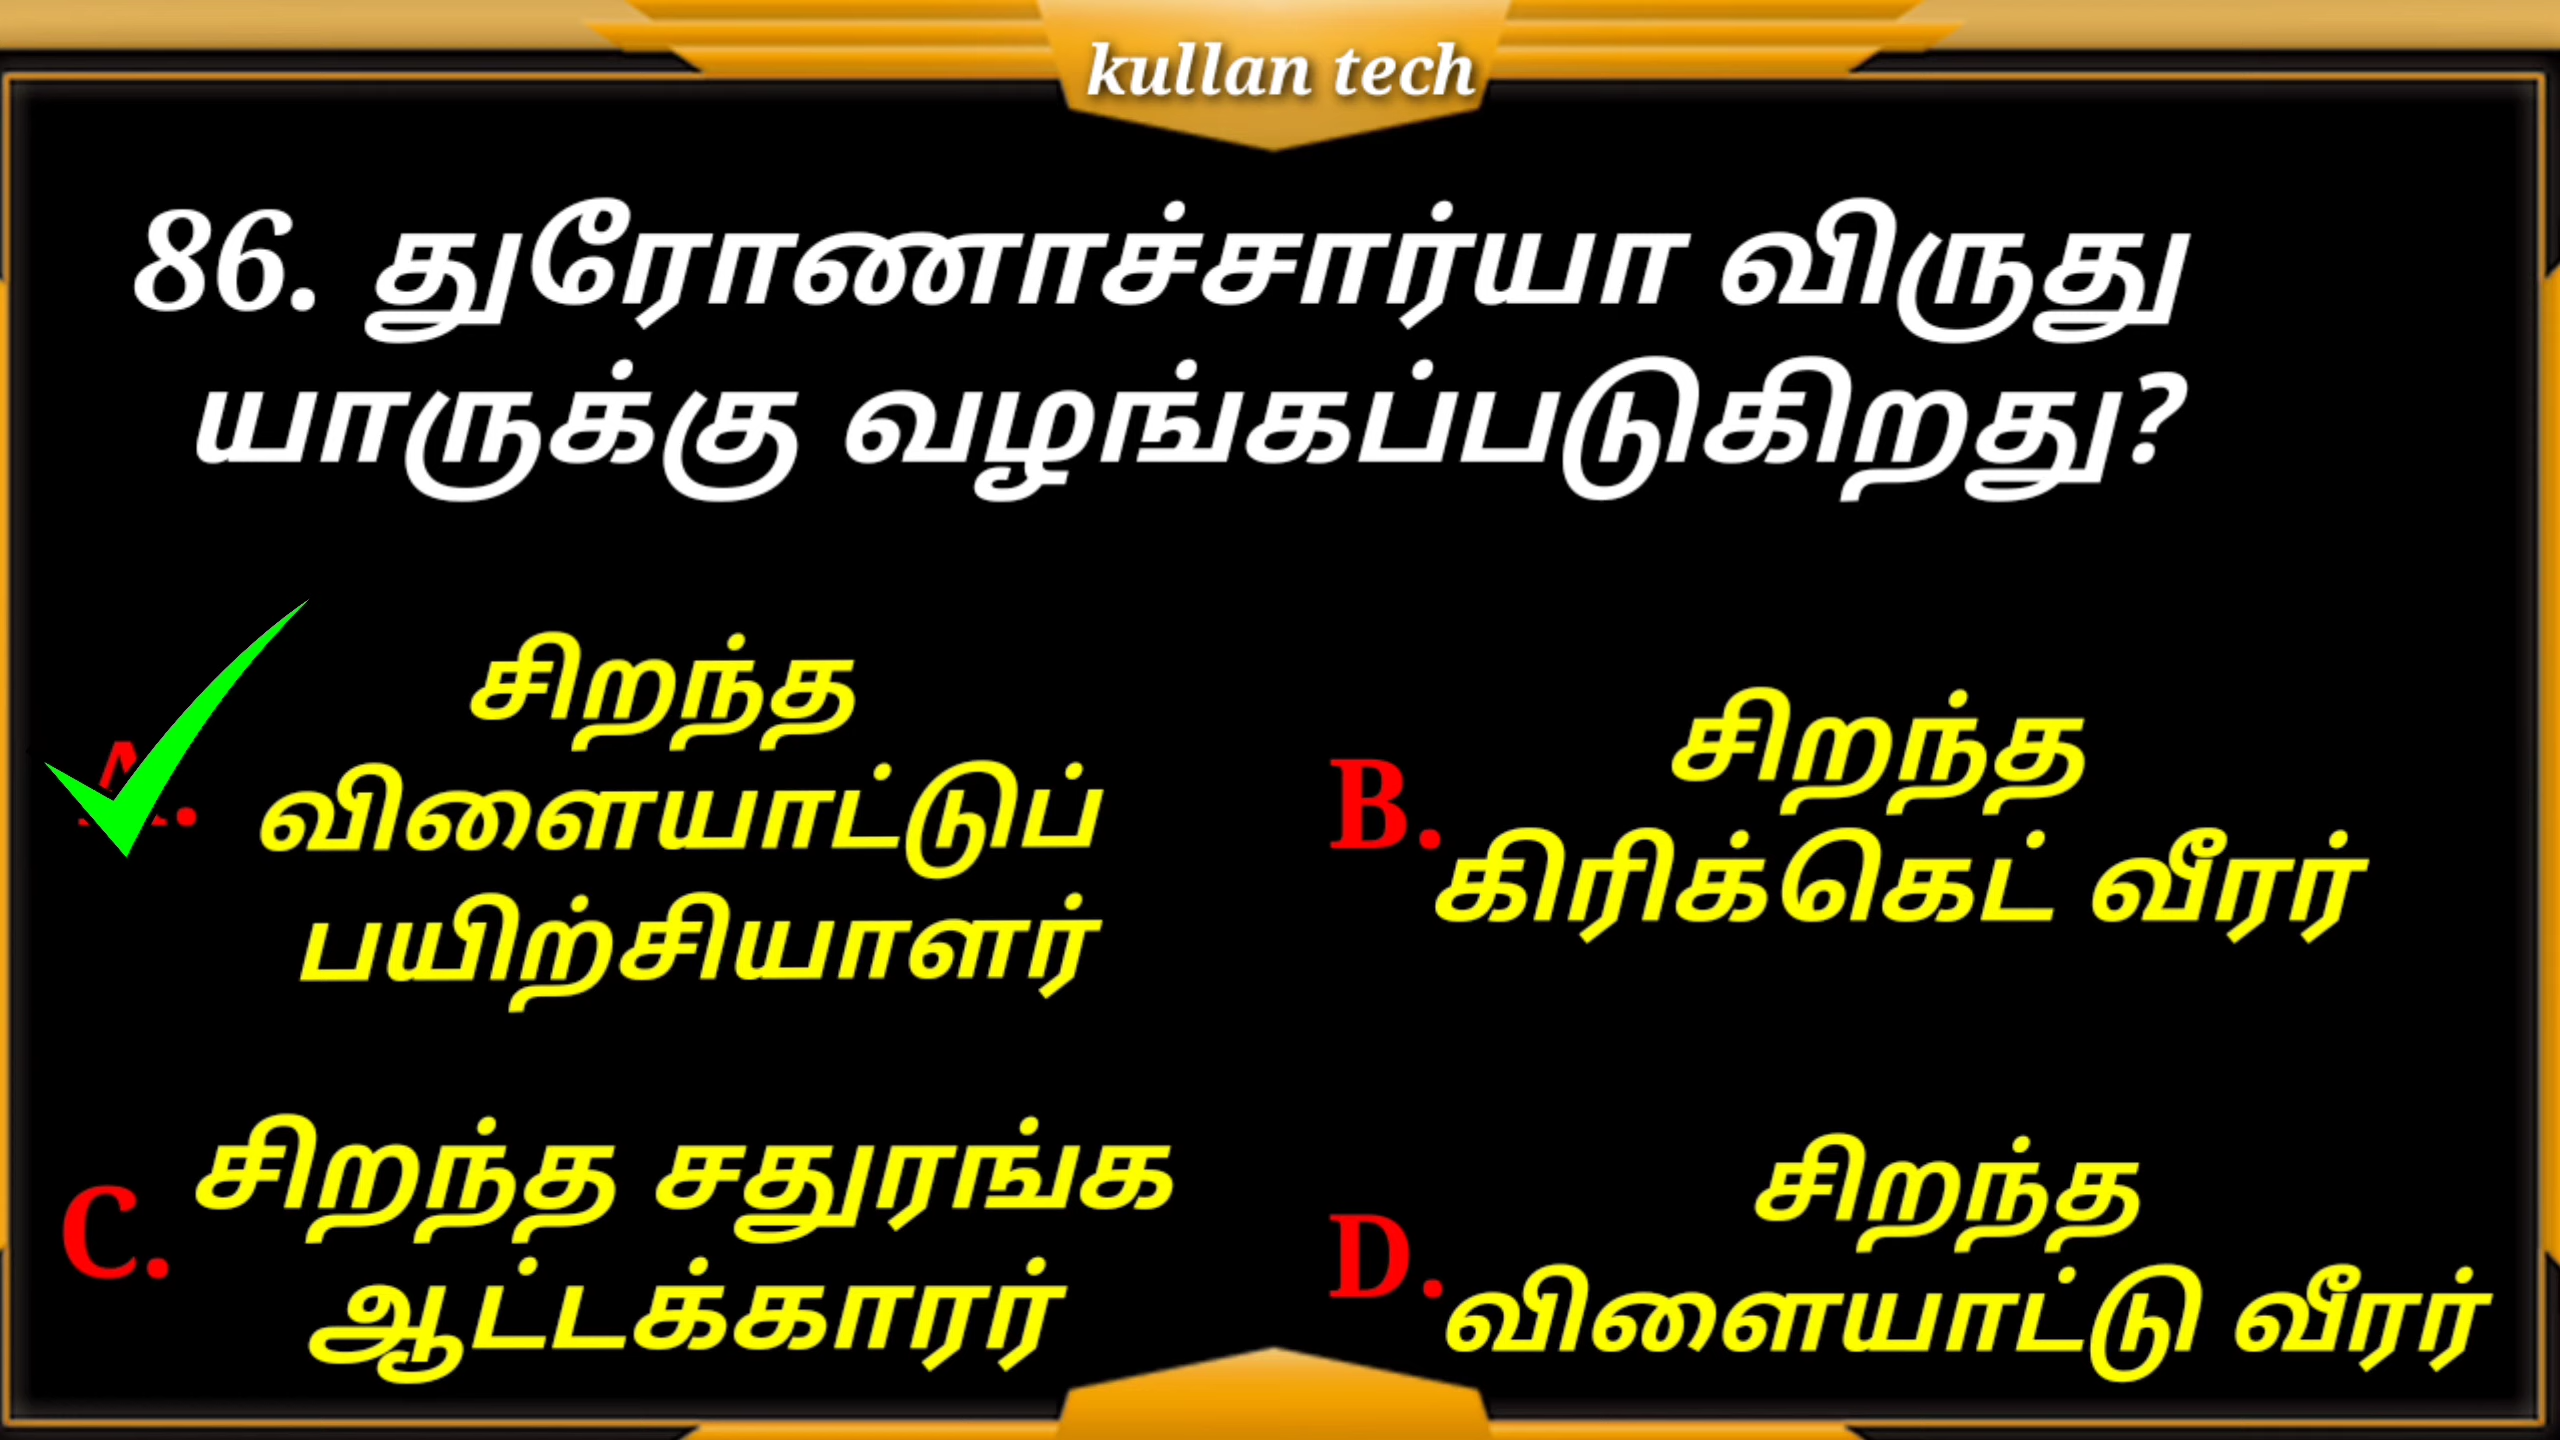 kullan tech
86. துரோணாச்சார்யா விருது
யாருக்கு வழங்கப்படுகிறது?
A.
சிறந்த
விளையாட்டுப்
பயிற்சியாளர்
B.
சிறந்த
கிரிக்கெட் வீரர்
C.
சிறந்த சதுரங்க
ஆட்டக்காரர்
D.
சிறந்த
விளையாட்டு வீரர்